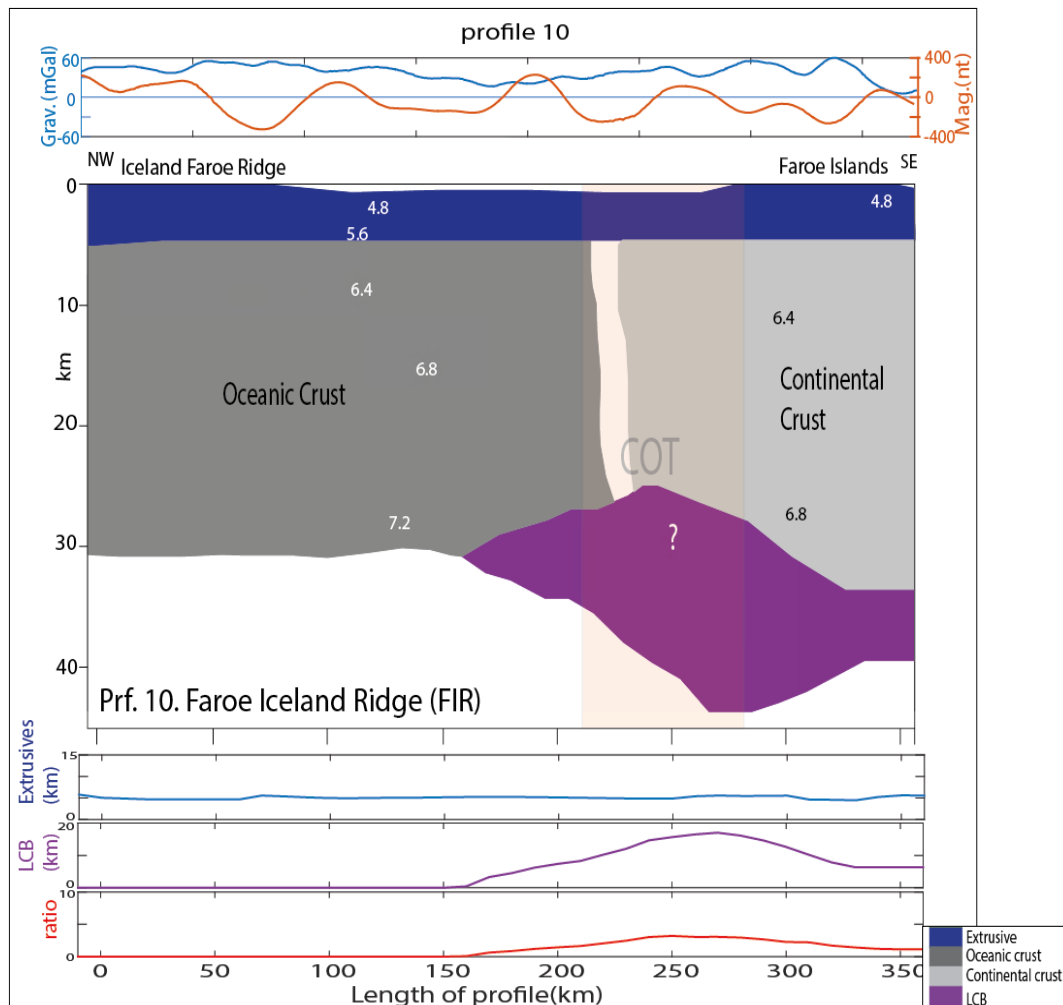 profile 10
60
0
-60
Grav. (mGal)
400
0
-400
Mag.(nt)
NW Iceland Faroe Ridge
Faroe Islands SE
0
10
20
30
40
km
4.8
4.8
5.6
6.4
6.4
6.8
Oceanic Crust
Continental
Crust
COT
7.2
6.8
?
Prf. 10. Faroe Iceland Ridge (FIR)
Extrusives
(km)
15
0
LCB
(km)
20
0
ratio
10
0
0 50 100 150 200 250 300 350
Length of profile(km)
Extrusive
Oceanic crust
Continental crust
LCB